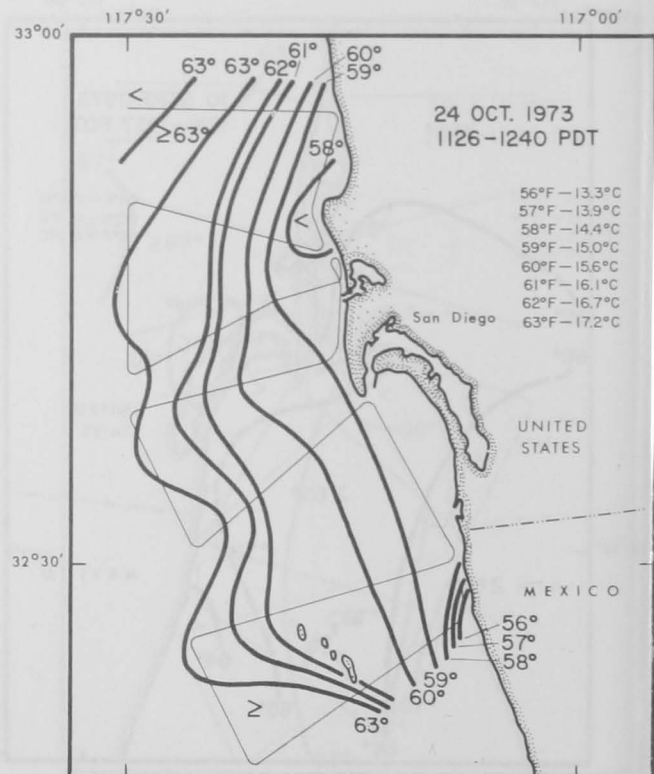 117°30'
117°00'
33°00'
63°
63°
62°
61°
60°
59°
<
≥63°
24 OCT. 1973
1126-1240 PDT
58°
<
56°F-13.3°C
57°F-13.9°C
58°F-14.4°C
59°F-15.0°C
60°F-15.6°C
61°F-16.1°C
62°F-16.7°C
63°F-17.2°C
San Diego
UNITED
STATES
32°30'
MEXICO
56°
57°
58°
59°
60°
63°
≥